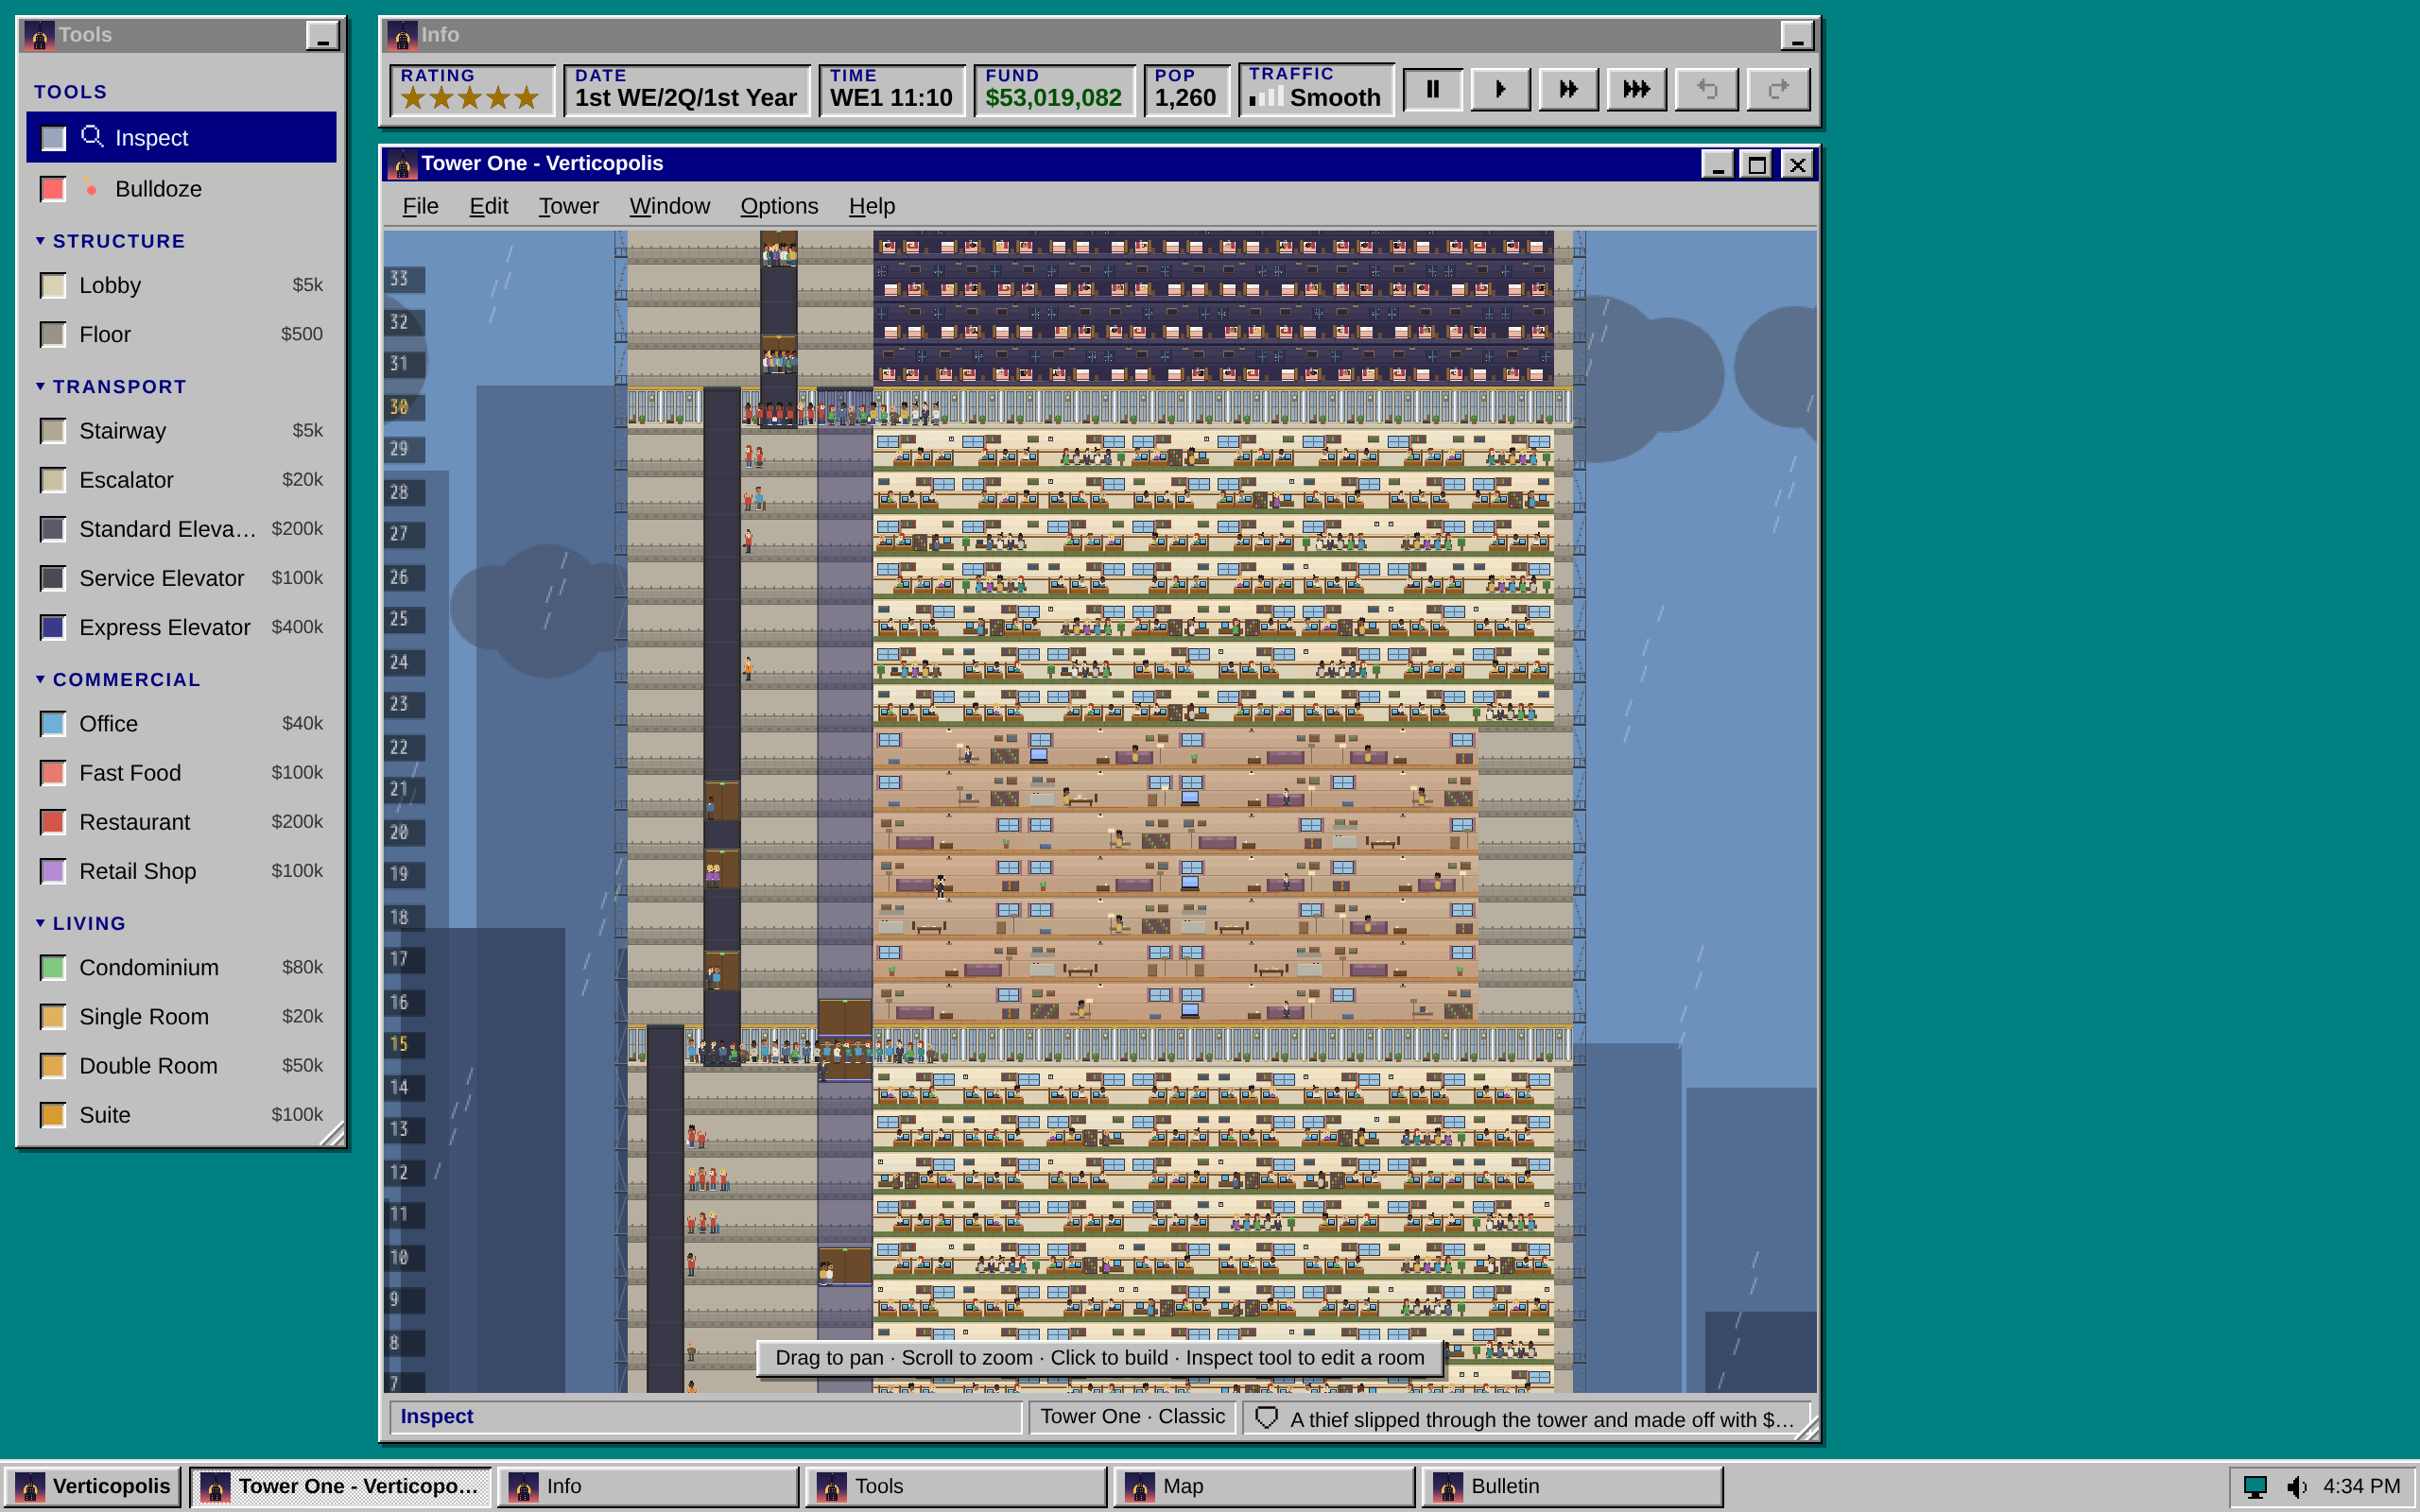 Tools
TOOLS
Inspect
Bulldoze
STRUCTURE
Lobby $5k
Floor $500
TRANSPORT
Stairway $5k
Escalator $20k
Standard Eleva… $200k
Service Elevator $100k
Express Elevator $400k
COMMERCIAL
Office $40k
Fast Food $100k
Restaurant $200k
Retail Shop $100k
LIVING
Condominium $80k
Single Room $20k
Double Room $50k
Suite $100k
Info
RATING
DATE
1st WE/2Q/1st Year
TIME
WE1 11:10
FUND
$53,019,082
POP
1,260
TRAFFIC
Smooth
Tower One - Verticopolis
File Edit Tower Window Options Help
33
32
31
30
29
28
27
26
25
24
23
22
21
20
19
18
17
16
15
14
13
12
11
10
9
8
7
Drag to pan · Scroll to zoom · Click to build · Inspect tool to edit a room
Inspect
Tower One · Classic
A thief slipped through the tower and made off with $…
Verticopolis
Tower One - Verticopo…
Info
Tools
Map
Bulletin
4:34 PM